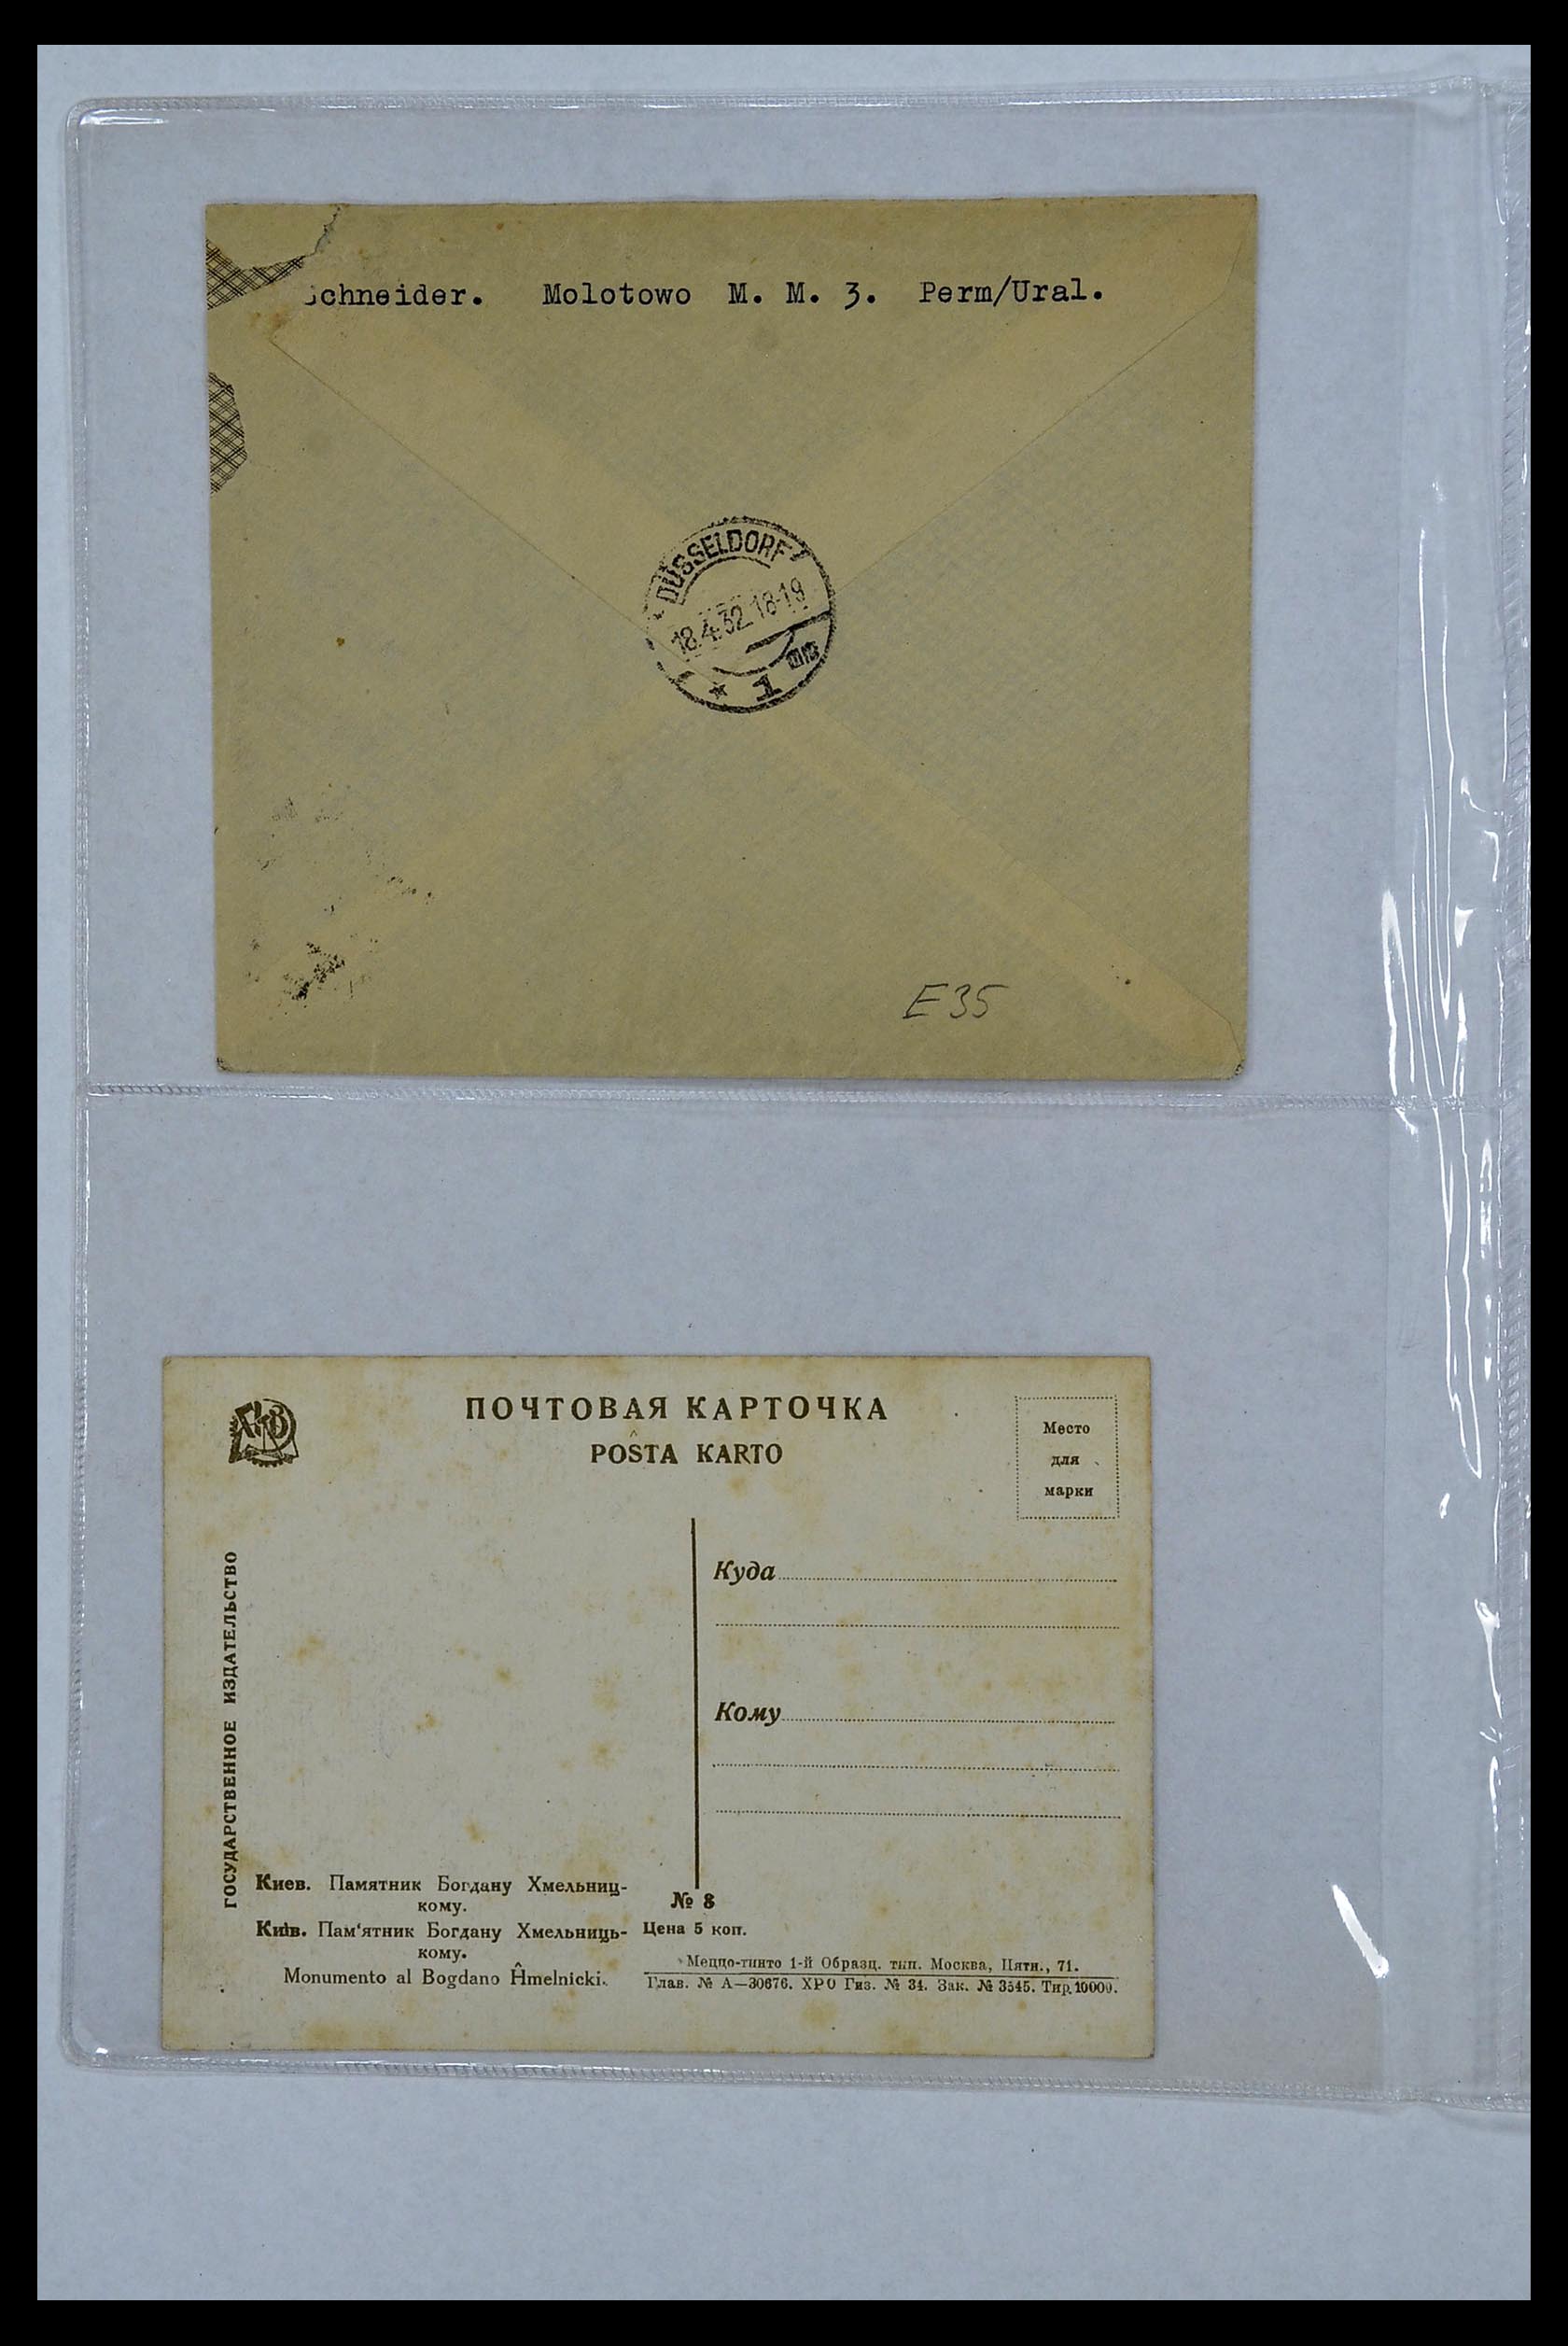 Schneider. Molotowo M. M. 3. Perm/Ural.
DÜSSELDORF
18.4.32.18-19
* 1
E 35
ПОЧТОВАЯ КАРТОЧКА
POŜTA KARTO
Место
для
марки
ГОСУДАРСТВЕННОЕ ИЗДАТЕЛЬСТВО
Куда
Кому
Киев. Памятник Богдану Хмельниц-
кому.
Київ. Пам‘ятник Богдану Хмельниць-
кому.
Monumento al Bogdano Ĥmelnicki.
№ 8
Цена 5 коп.
Меццо-тинто 1-й Образц. тип. Москва, Пятн., 71.
Глав. № А—30676. ХРО Гиз. № 34. Зак. № 3545. Тир. 10000.